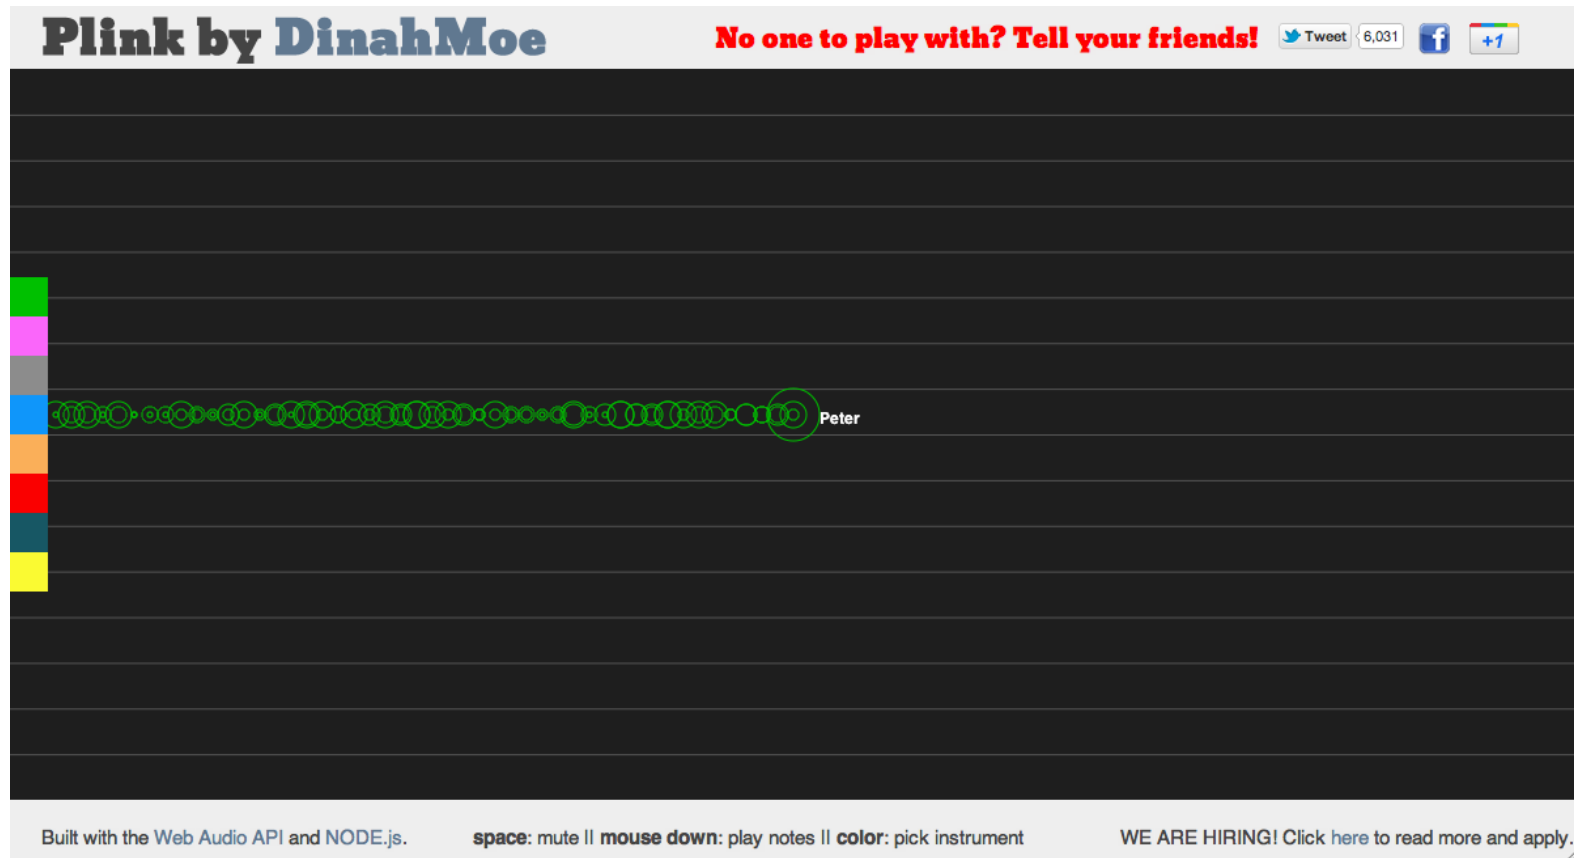 Plink by DinahMoe
No one to play with? Tell your friends!
Tweet
6,031
f
+1
Peter
Built with the Web Audio API and NODE.js.
space: mute || mouse down: play notes || color: pick instrument
WE ARE HIRING! Click here to read more and apply.